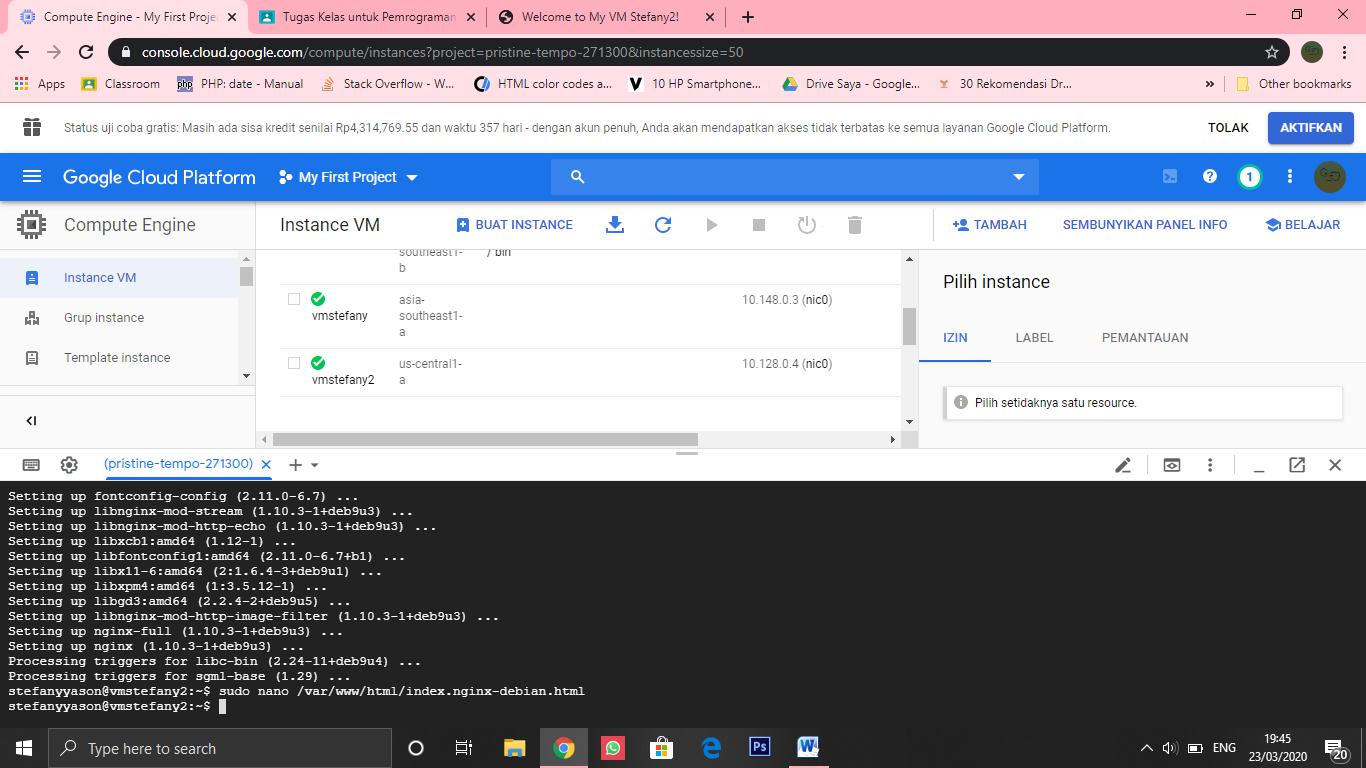 Compute Engine - My First Proje
Tugas Kelas untuk Pemrograman
Welcome to My VM Stefany2!
console.cloud.google.com/compute/instances?project=pristine-tempo-271300&instancessize=50
Apps
Classroom
php
PHP: date - Manual
Stack Overflow - W...
HTML color codes a...
10 HP Smartphone...
Drive Saya - Google...
30 Rekomendasi Dr...
Other bookmarks
Status uji coba gratis: Masih ada sisa kredit senilai Rp4,314,769.55 dan waktu 357 hari - dengan akun penuh, Anda akan mendapatkan akses tidak terbatas ke semua layanan Google Cloud Platform.
TOLAK
AKTIFKAN
Google Cloud Platform
My First Project
1
Compute Engine
Instance VM
BUAT INSTANCE
TAMBAH
SEMBUNYIKAN PANEL INFO
BELAJAR
Instance VM
Grup instance
Template instance
southeast1-
b
/ bin
vmstefany
asia-
southeast1-
a
10.148.0.3 (nic0)
vmstefany2
us-central1-
a
10.128.0.4 (nic0)
Pilih instance
IZIN
LABEL
PEMANTAUAN
Pilih setidaknya satu resource.
(pristine-tempo-271300)
Setting up fontconfig-config (2.11.0-6.7) ...
Setting up libnginx-mod-stream (1.10.3-1+deb9u3) ...
Setting up libnginx-mod-http-echo (1.10.3-1+deb9u3) ...
Setting up libxcb1:amd64 (1.12-1) ...
Setting up libfontconfig1:amd64 (2.11.0-6.7+b1) ...
Setting up libx11-6:amd64 (2:1.6.4-3+deb9u1) ...
Setting up libxpm4:amd64 (1:3.5.12-1) ...
Setting up libgd3:amd64 (2.2.4-2+deb9u5) ...
Setting up libnginx-mod-http-image-filter (1.10.3-1+deb9u3) ...
Setting up nginx-full (1.10.3-1+deb9u3) ...
Setting up nginx (1.10.3-1+deb9u3) ...
Processing triggers for libc-bin (2.24-11+deb9u4) ...
Processing triggers for sgml-base (1.29) ...
stefanyyason@vmstefany2:~$ sudo nano /var/www/html/index.nginx-debian.html
stefanyyason@vmstefany2:~$
Type here to search
Ps
ENG
19:45
23/03/2020
20